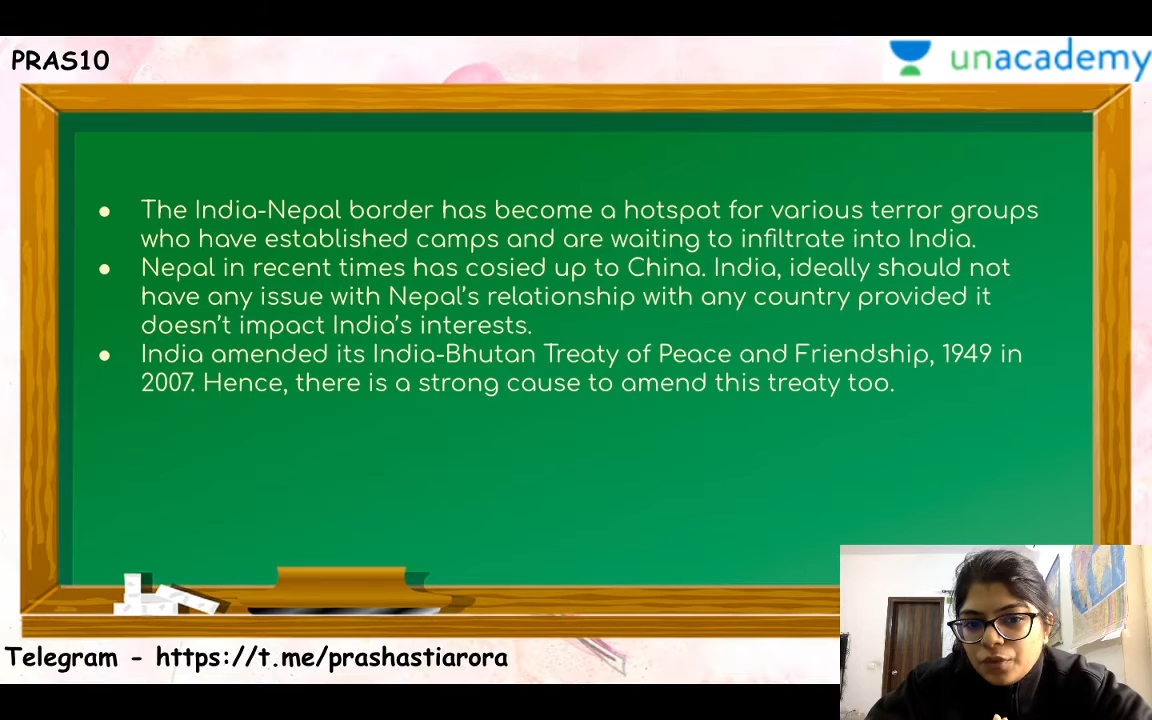 PRAS10
unacademy
● The India-Nepal border has become a hotspot for various terror groups
who have established camps and are waiting to infiltrate into India.
● Nepal in recent times has cosied up to China. India, ideally should not
have any issue with Nepal's relationship with any country provided it
doesn't impact India's interests.
● India amended its India-Bhutan Treaty of Peace and Friendship, 1949 in
2007. Hence, there is a strong cause to amend this treaty too.
Telegram - https://t.me/prashastiarora